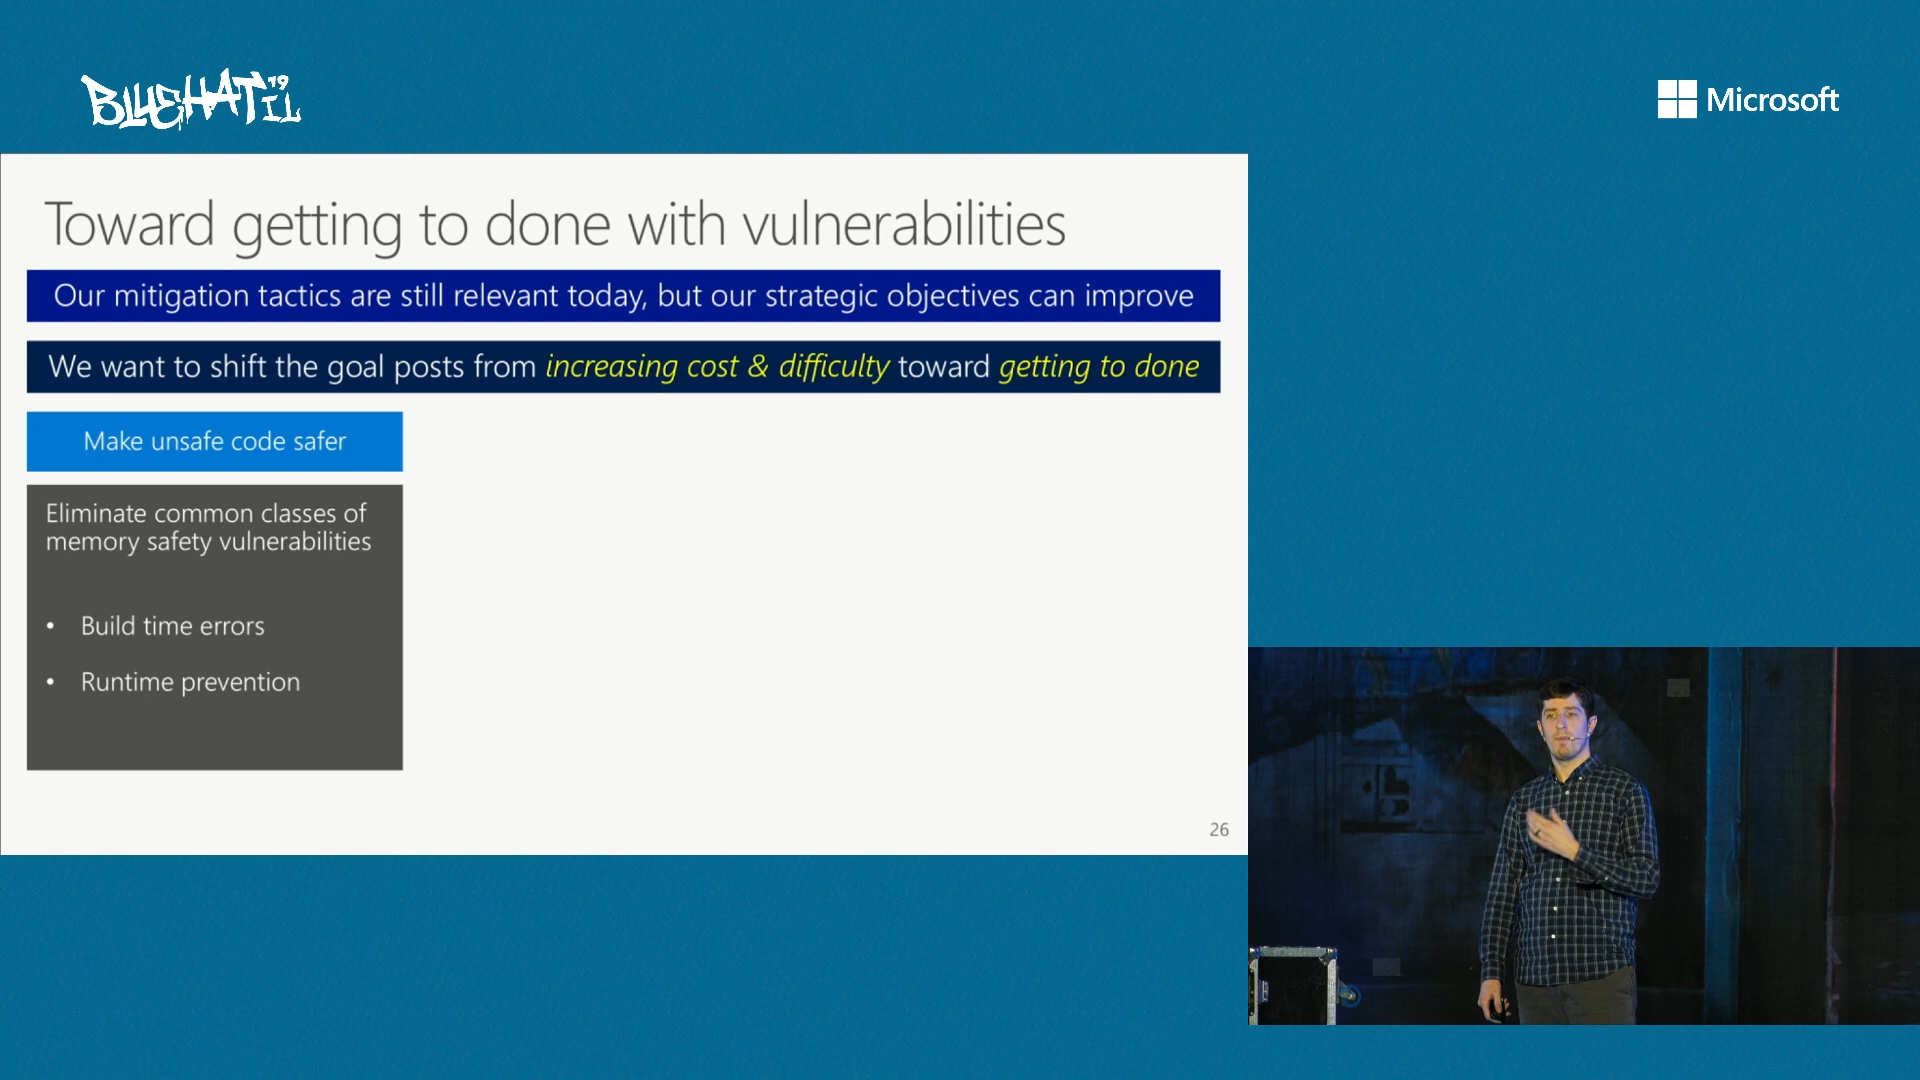 BLUEHAT '19 IL
Microsoft
Toward getting to done with vulnerabilities
Our mitigation tactics are still relevant today, but our strategic objectives can improve
We want to shift the goal posts from increasing cost & difficulty toward getting to done
Make unsafe code safer
Eliminate common classes of
memory safety vulnerabilities
• Build time errors
• Runtime prevention
26